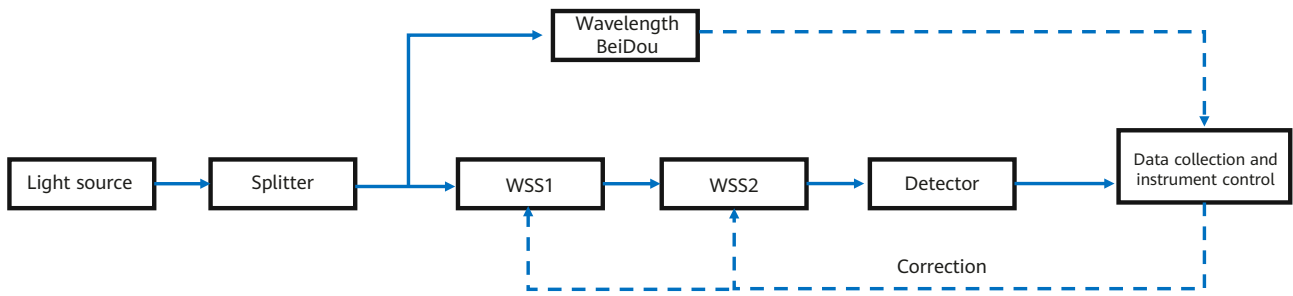 Wavelength
BeiDou
Light source
Splitter
WSS1
WSS2
Detector
Data collection and
instrument control
Correction